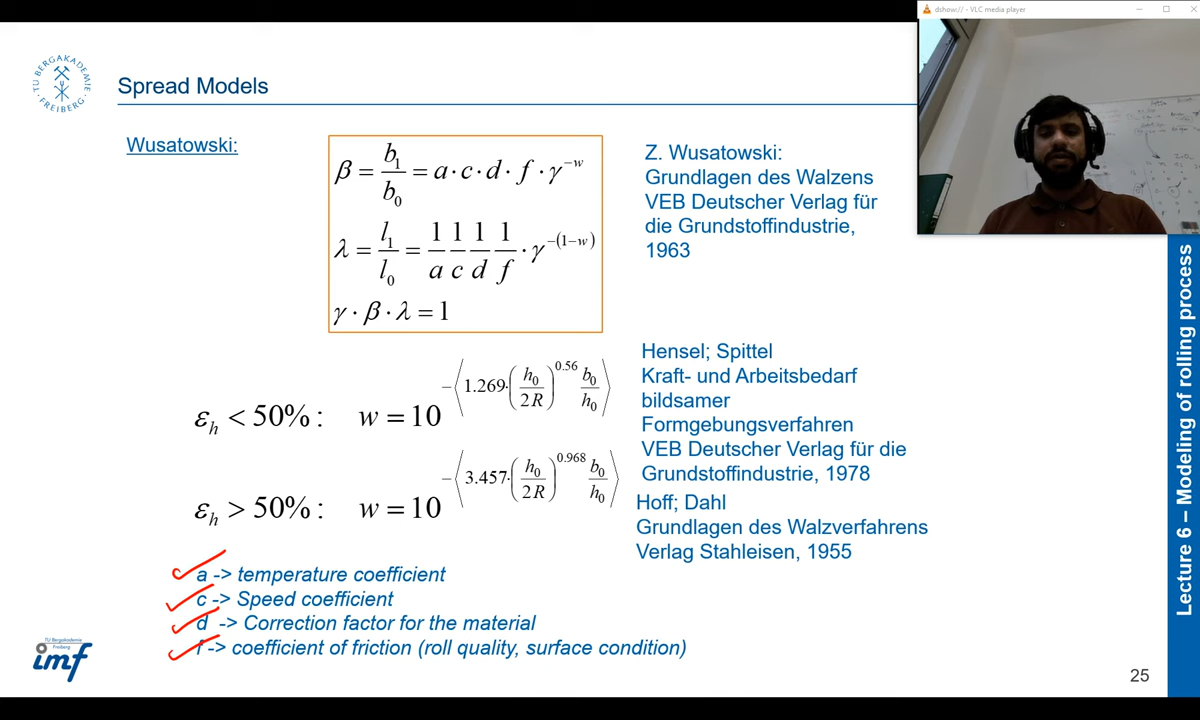 dshow:// - VLC media player
TU BERGAKADEMIE
FREIBERG
Spread Models
Wusatowski:
β = b₁/b₀ = a·c·d·f·γ^(−w)
λ = l₁/l₀ = 1/a 1/c 1/d 1/f ·γ^(−(1−w))
γ·β·λ = 1
Z. Wusatowski:
Grundlagen des Walzens
VEB Deutscher Verlag für
die Grundstoffindustrie,
1963
ε_h < 50% : w = 10^(−⟨1.269·(h₀/2R)^0.56 b₀/h₀⟩)
ε_h > 50% : w = 10^(−⟨3.457·(h₀/2R)^0.968 b₀/h₀⟩)
Hensel; Spittel
Kraft- und Arbeitsbedarf
bildsamer
Formgebungsverfahren
VEB Deutscher Verlag für die
Grundstoffindustrie, 1978
Hoff; Dahl
Grundlagen des Walzverfahrens
Verlag Stahleisen, 1955
a -> temperature coefficient
c -> Speed coefficient
d -> Correction factor for the material
f -> coefficient of friction (roll quality, surface condition)
TU Bergakademie
Freiberg
imf
25
Lecture 6 – Modeling of rolling process